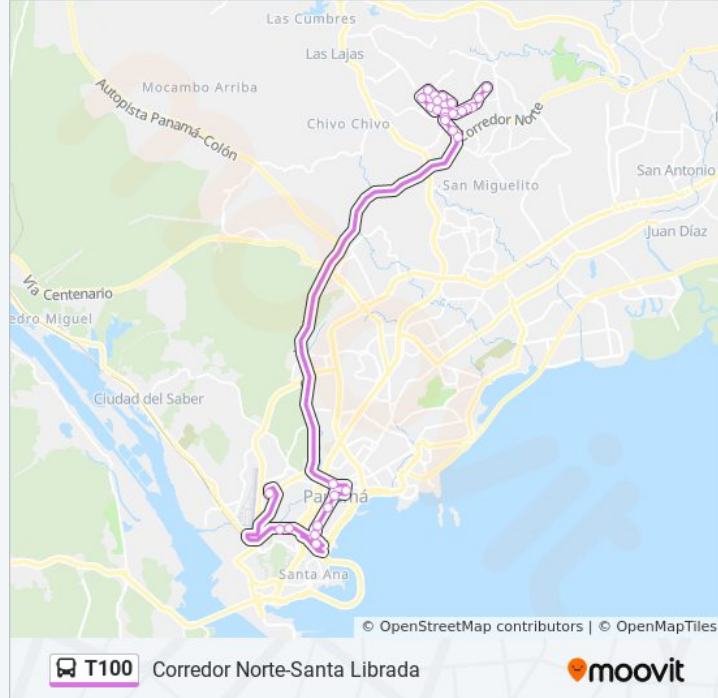 Las Cumbres
Las Lajas
Mocambo Arriba
Autopista Panamá-Colón
Chivo Chivo
Corredor Norte
San Antonio
San Miguelito
Juan Díaz
Vía Centenario
edro Miguel
Ciudad del Saber
Panamá
Santa Ana
© OpenStreetMap contributors | © OpenMapTiles
T100 Corredor Norte-Santa Librada
moovit